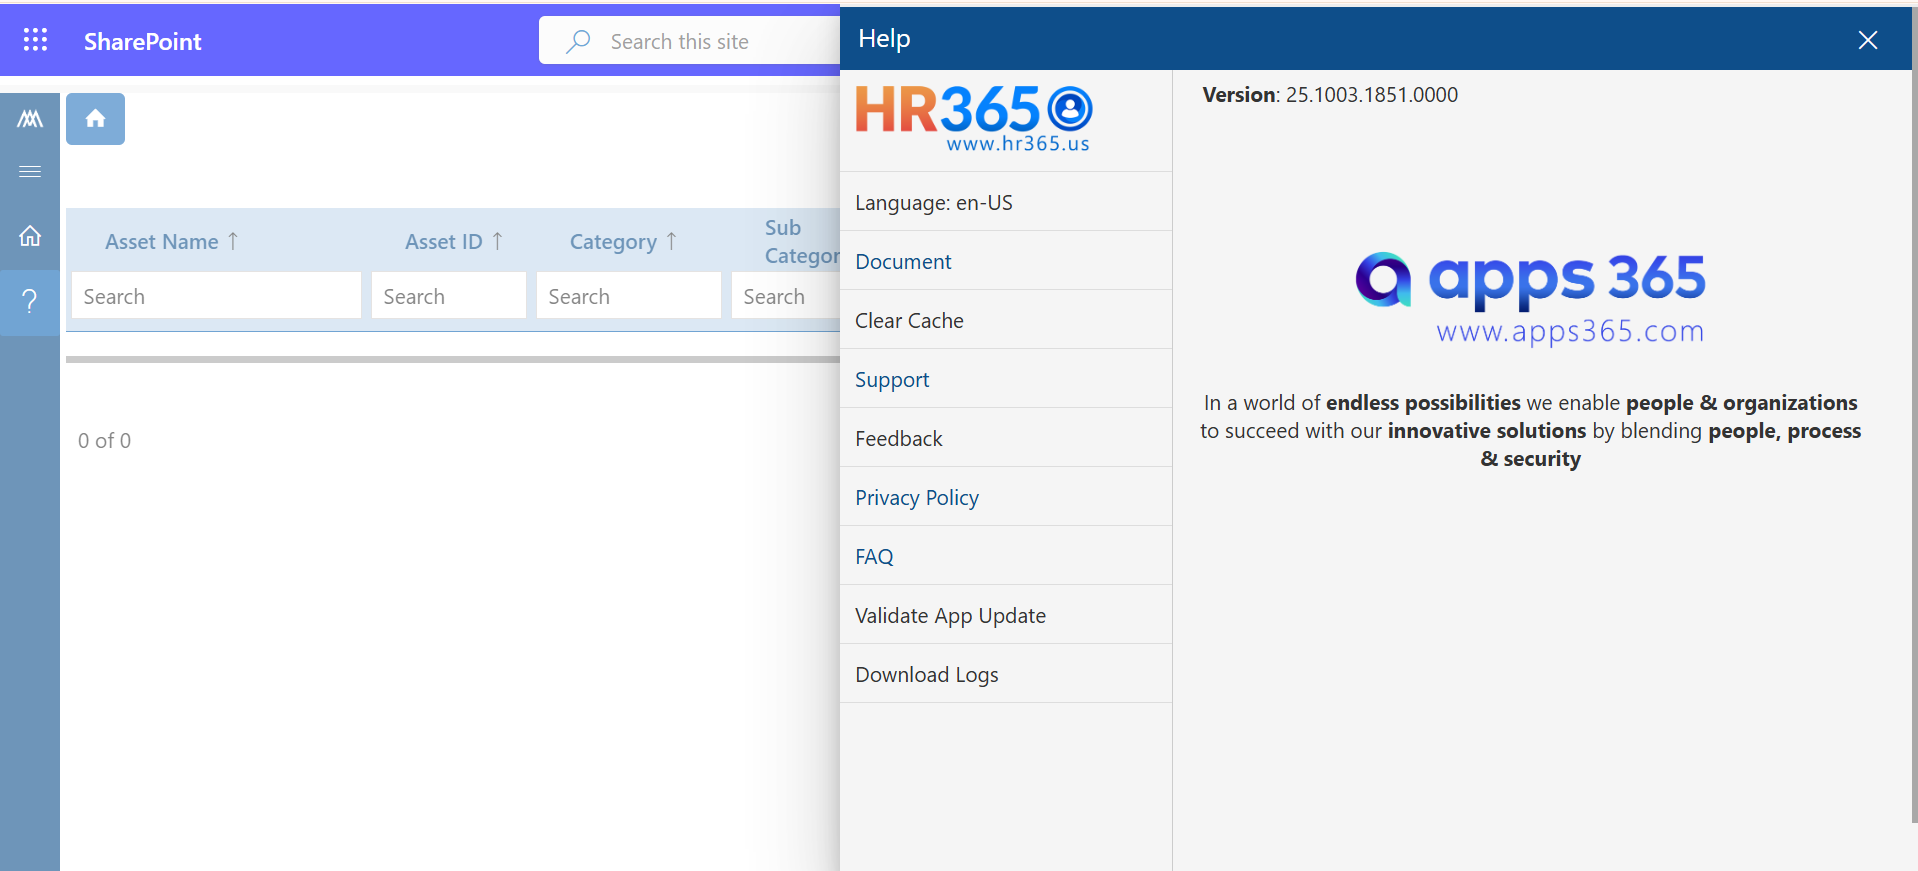 SharePoint
Search this site
Help
HR365
www.hr365.us
Version: 25.1003.1851.0000
Language: en-US
Document
Clear Cache
Support
Feedback
Privacy Policy
FAQ
Validate App Update
Download Logs
Asset Name ↑
Asset ID ↑
Category ↑
Sub
Categor
Search
Search
Search
Search
0 of 0
apps 365
www.apps365.com
In a world of endless possibilities we enable people & organizations
to succeed with our innovative solutions by blending people, process
& security